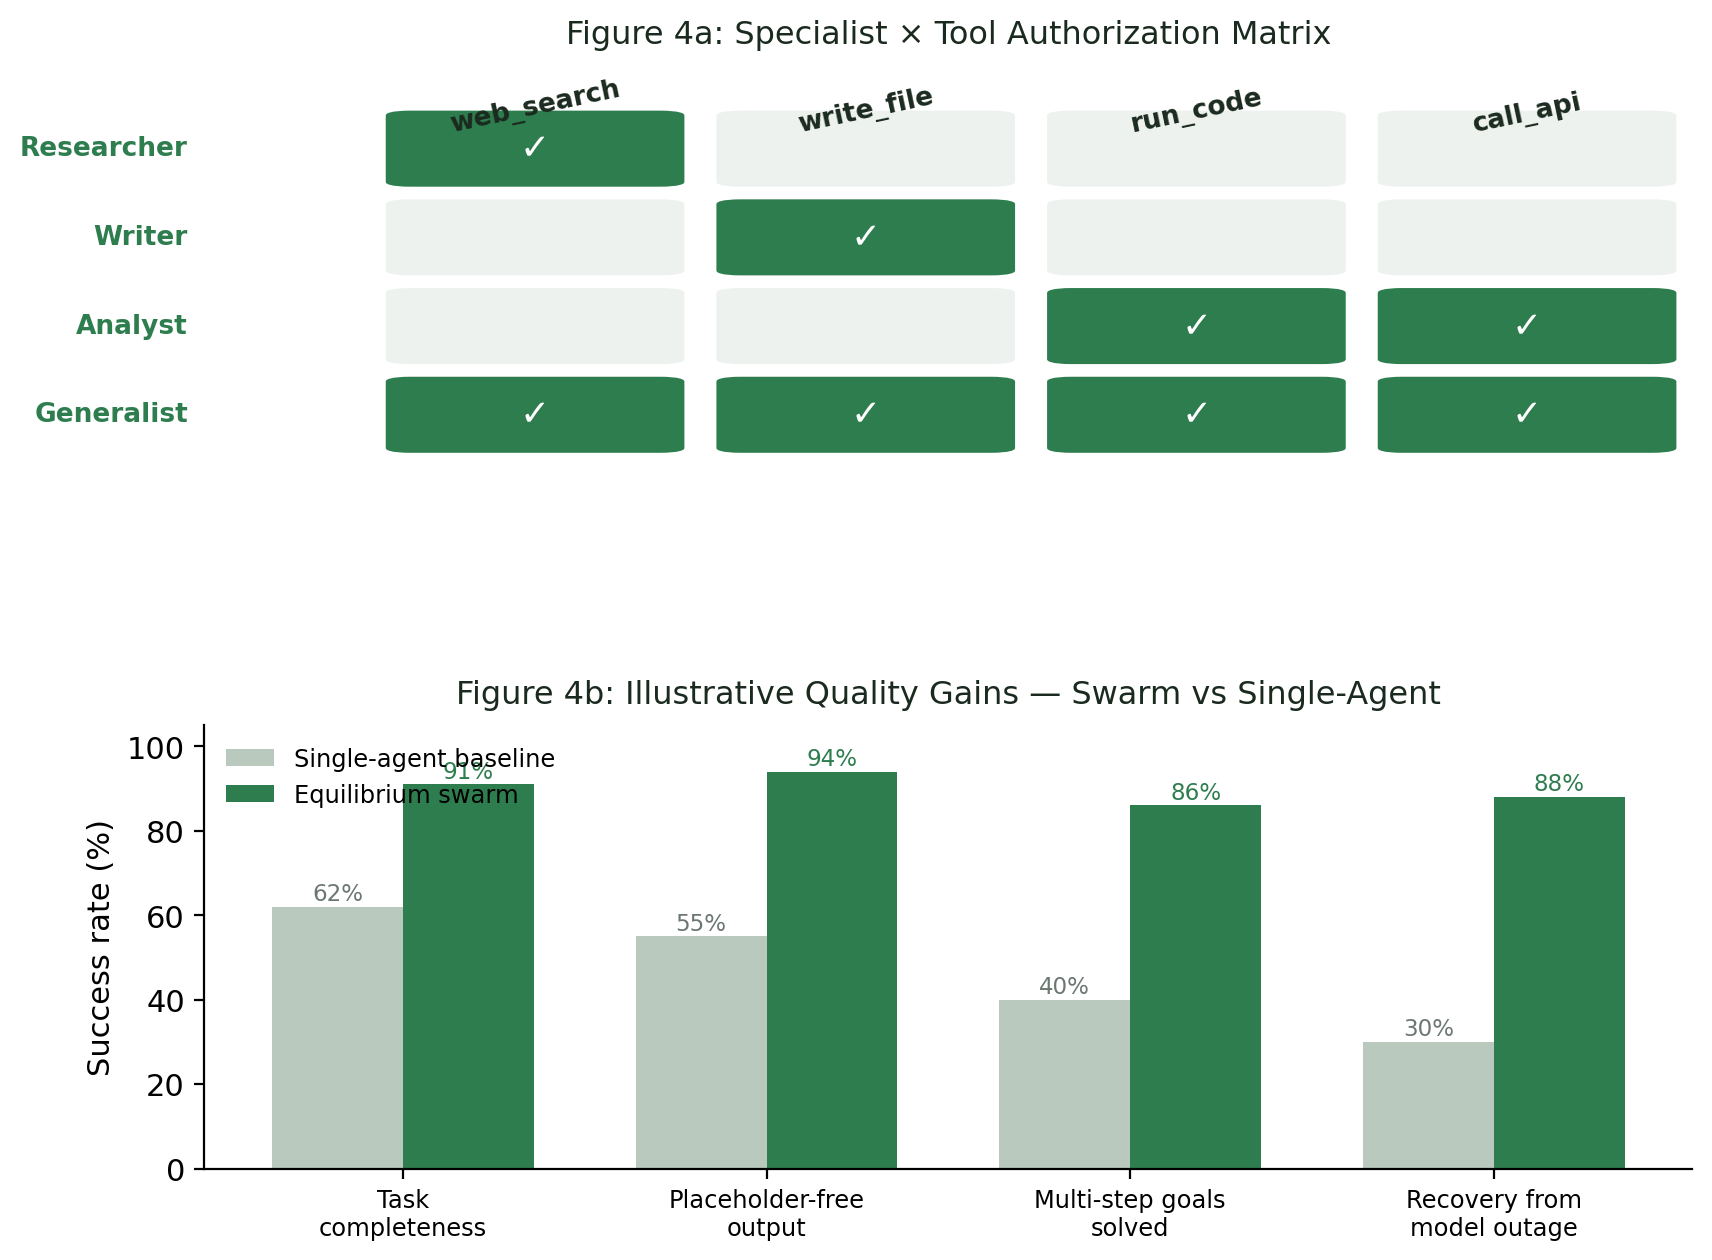 Figure 4a: Specialist × Tool Authorization Matrix
web_search write_file run_code call_api
Researcher ✓
Writer ✓
Analyst ✓ ✓
Generalist ✓ ✓ ✓ ✓
Figure 4b: Illustrative Quality Gains — Swarm vs Single-Agent
Success rate (%)
100
80
60
40
20
0
Single-agent baseline
Equilibrium swarm
62% 91%
55% 94%
40% 86%
30% 88%
Task
completeness
Placeholder-free
output
Multi-step goals
solved
Recovery from
model outage